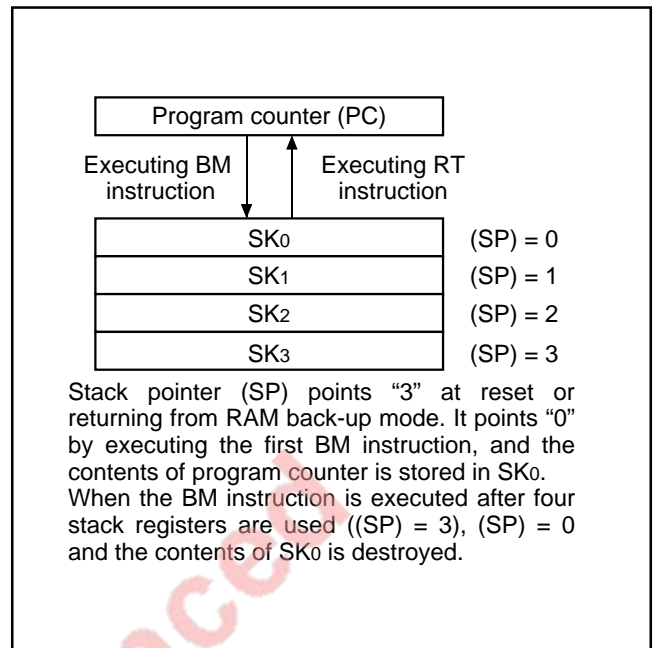 Program counter (PC)
Executing BM
instruction
Executing RT
instruction
SK0
(SP) = 0
SK1
(SP) = 1
SK2
(SP) = 2
SK3
(SP) = 3
Stack pointer (SP) points “3” at reset or
returning from RAM back-up mode. It points “0”
by executing the first BM instruction, and the
contents of program counter is stored in SK0.
When the BM instruction is executed after four
stack registers are used ((SP) = 3), (SP) = 0
and the contents of SK0 is destroyed.
nced